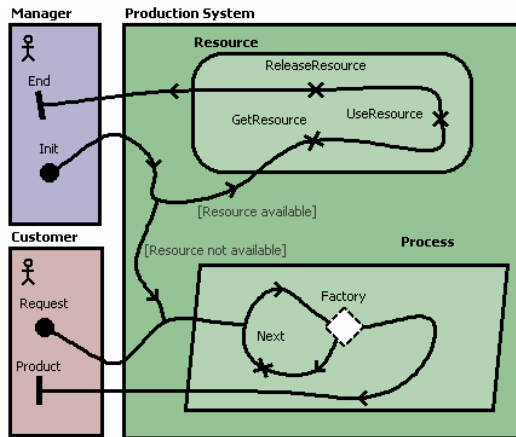 Manager
Production System
Resource
ReleaseResource
End
GetResource
UseResource
Init
[Resource available]
Customer
[Resource not available]
Process
Request
Factory
Next
Product